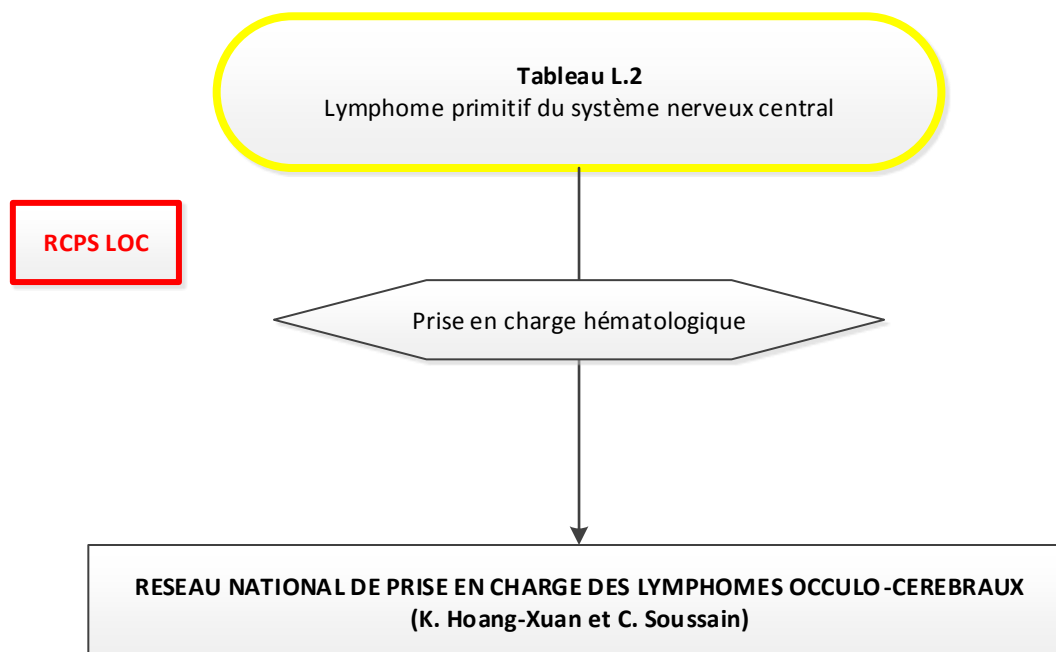 Tableau L.2
Lymphome primitif du système nerveux central
RCPS LOC
Prise en charge hématologique
RESEAU NATIONAL DE PRISE EN CHARGE DES LYMPHOMES OCCULO-CEREBRAUX
(K. Hoang-Xuan et C. Soussain)